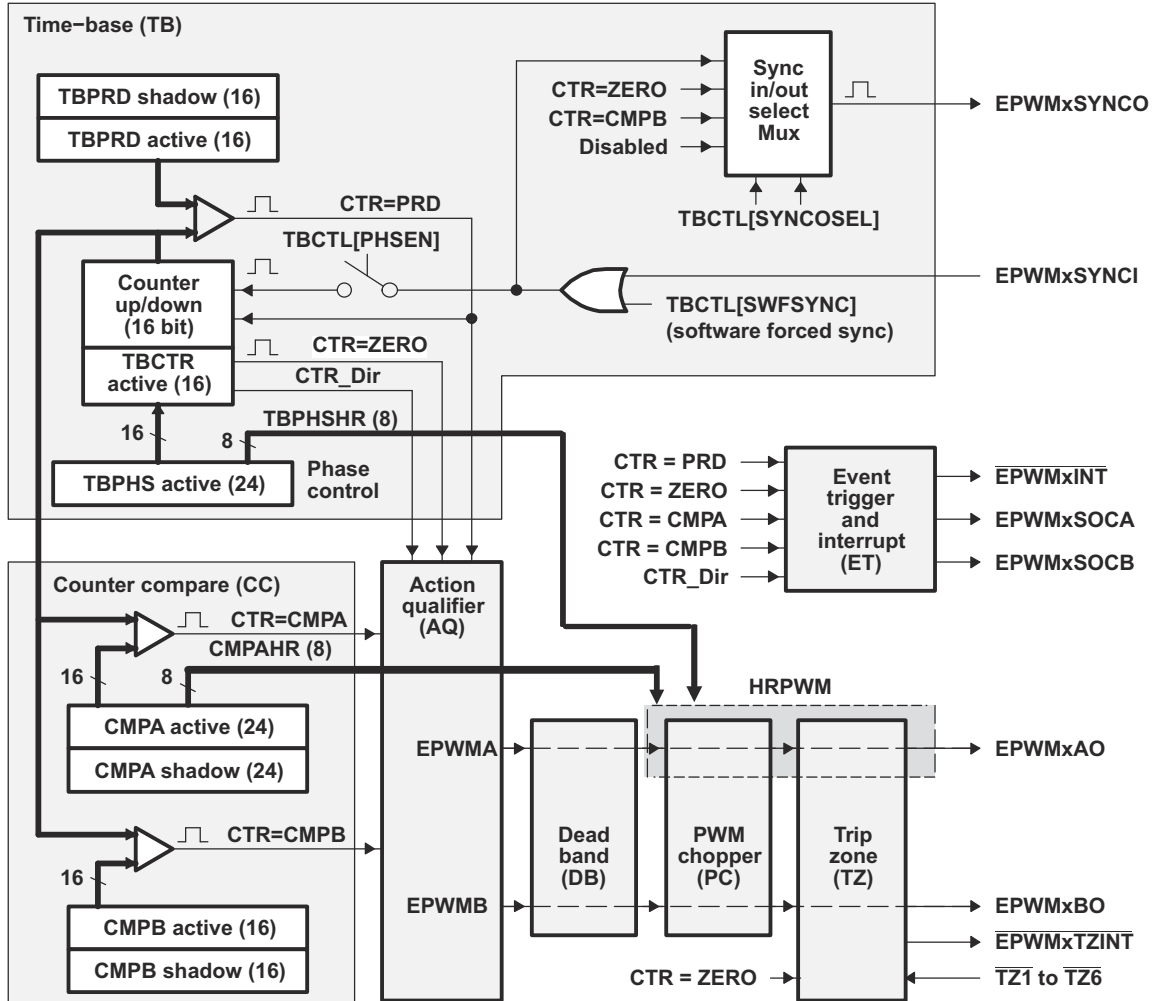 Time−base (TB)
TBPRD shadow (16)
TBPRD active (16)
CTR=PRD
TBCTL[PHSEN]
Counter
up/down
(16 bit)
TBCTR
active (16)
CTR=ZERO
CTR_Dir
16
8
TBPHSHR (8)
TBPHS active (24)
Phase
control
CTR=ZERO
CTR=CMPB
Disabled
Sync
in/out
select
Mux
TBCTL[SYNCOSEL]
EPWMxSYNCO
EPWMxSYNCI
TBCTL[SWFSYNC]
(software forced sync)
CTR = PRD
CTR = ZERO
CTR = CMPA
CTR = CMPB
CTR_Dir
Event
trigger
and
interrupt
(ET)
EPWMxINT
EPWMxSOCA
EPWMxSOCB
Counter compare (CC)
CTR=CMPA
CMPAHR (8)
16
8
CMPA active (24)
CMPA shadow (24)
CTR=CMPB
16
CMPB active (16)
CMPB shadow (16)
Action
qualifier
(AQ)
EPWMA
EPWMB
HRPWM
Dead
band
(DB)
PWM
chopper
(PC)
Trip
zone
(TZ)
CTR = ZERO
EPWMxAO
EPWMxBO
EPWMxTZINT
TZ1 to TZ6